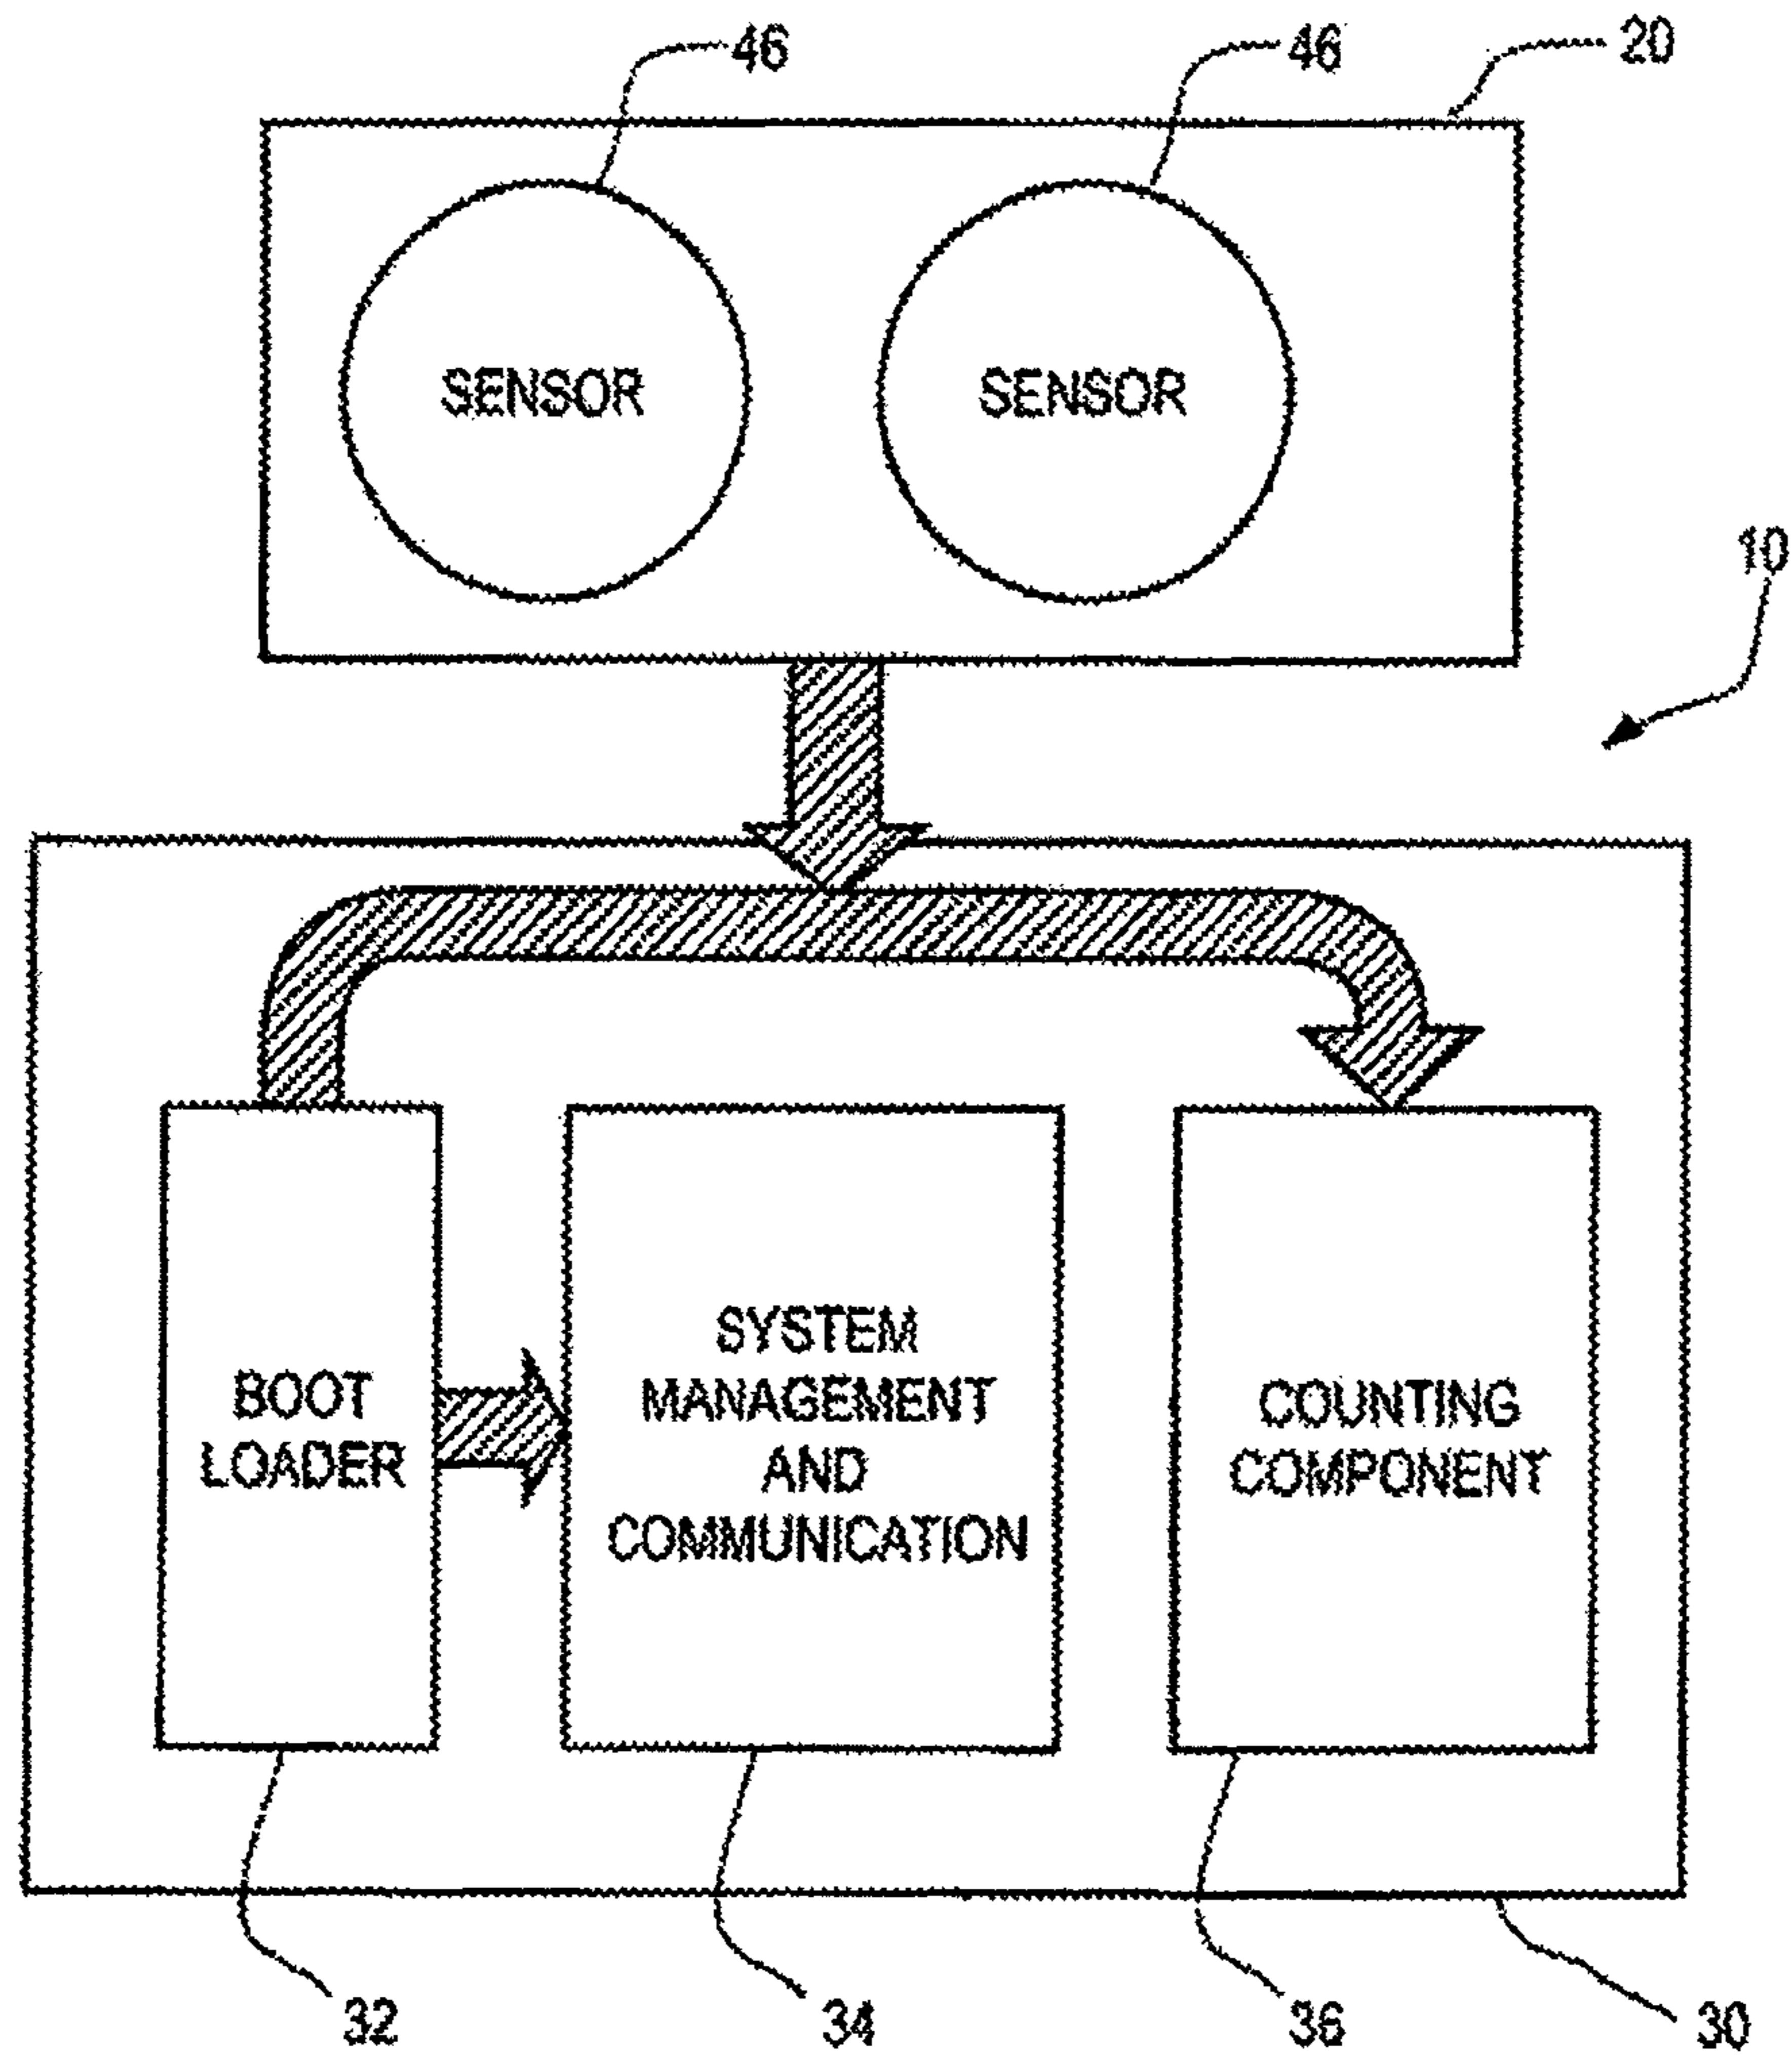 46
46
20
SENSOR
SENSOR
10
BOOT
LOADER
SYSTEM
MANAGEMENT
AND
COMMUNICATION
COUNTING
COMPONENT
32
34
36
30